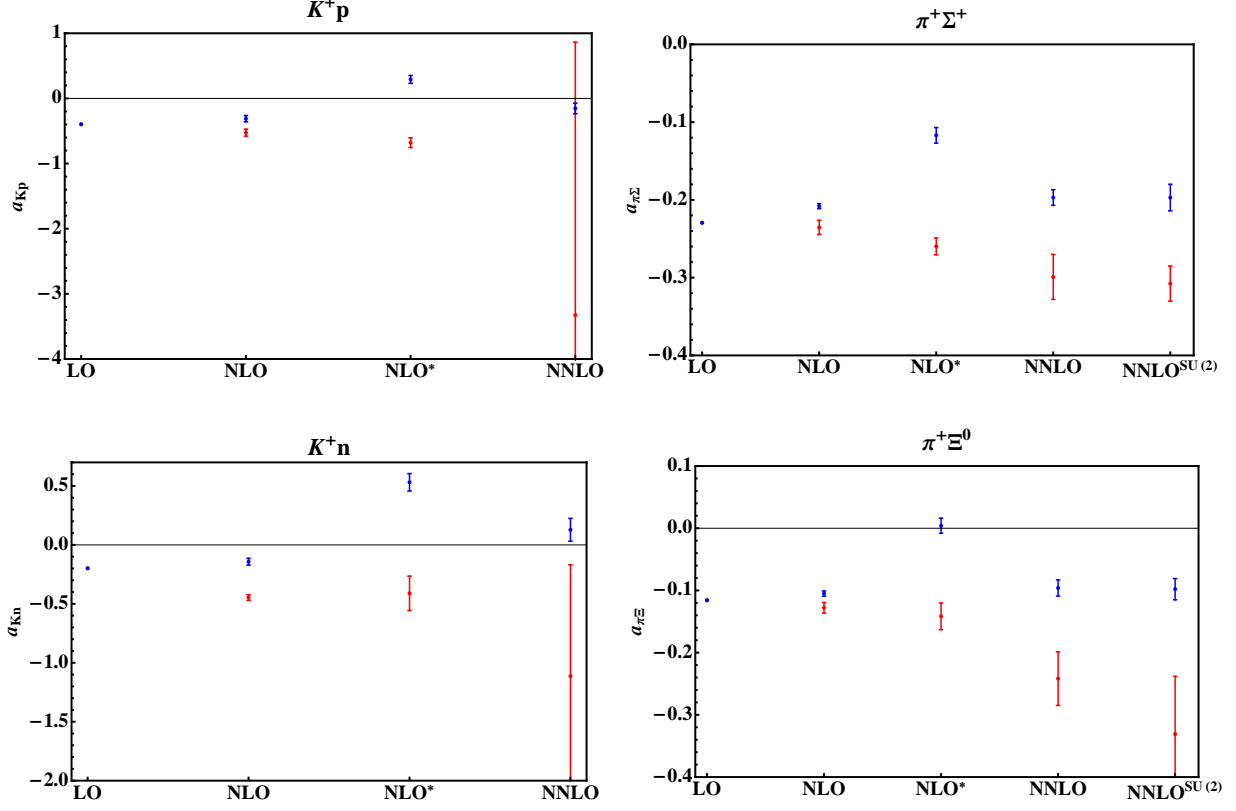 K⁺p
1
0
−1
−2
−3
−4
a_Kp
LO
NLO
NLO*
NNLO
π⁺Σ⁺
0.0
−0.1
−0.2
−0.3
−0.4
a_πΣ
LO
NLO
NLO*
NNLO
NNLO^SU (2)
K⁺n
0.5
0.0
−0.5
−1.0
−1.5
−2.0
a_Kn
LO
NLO
NLO*
NNLO
π⁺Ξ⁰
0.1
0.0
−0.1
−0.2
−0.3
−0.4
a_πΞ
LO
NLO
NLO*
NNLO
NNLO^SU (2)